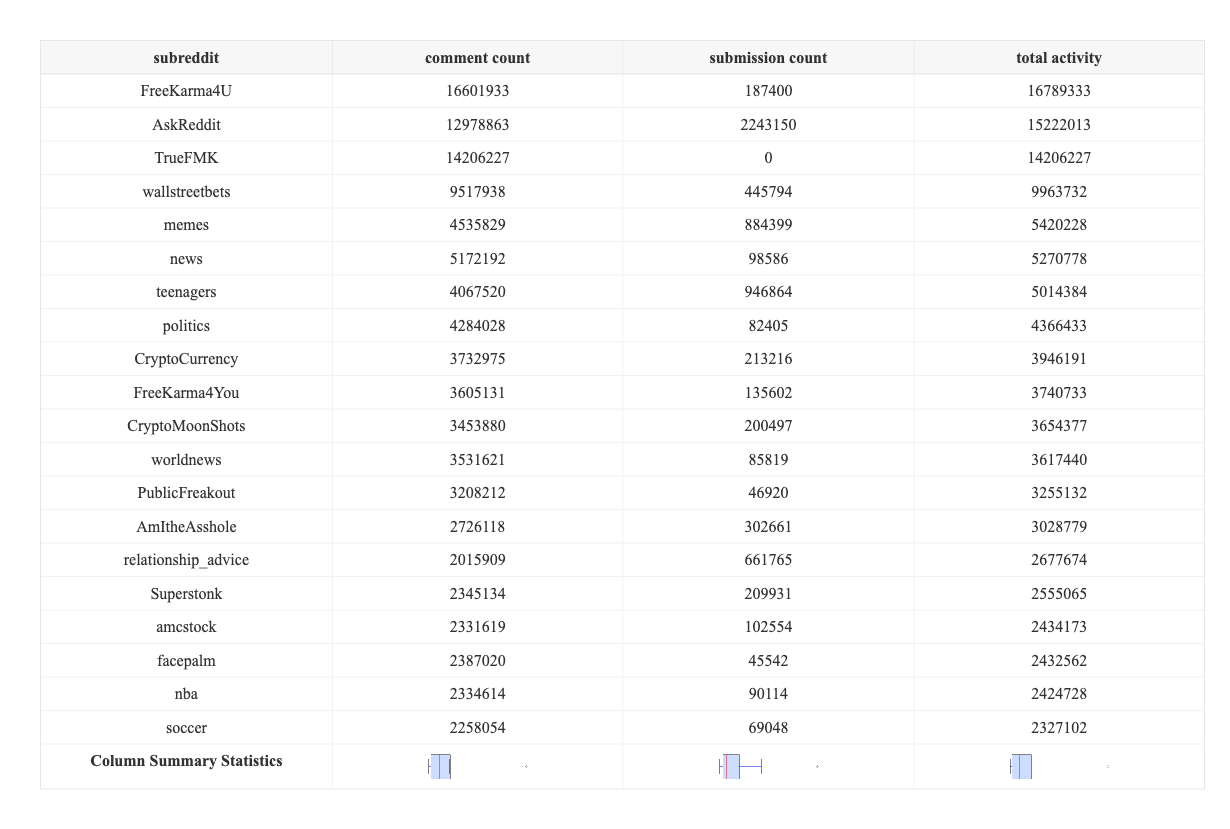 subreddit comment count submission count total activity
FreeKarma4U 16601933 187400 16789333
AskReddit 12978863 2243150 15222013
TrueFMK 14206227 0 14206227
wallstreetbets 9517938 445794 9963732
memes 4535829 884399 5420228
news 5172192 98586 5270778
teenagers 4067520 946864 5014384
politics 4284028 82405 4366433
CryptoCurrency 3732975 213216 3946191
FreeKarma4You 3605131 135602 3740733
CryptoMoonShots 3453880 200497 3654377
worldnews 3531621 85819 3617440
PublicFreakout 3208212 46920 3255132
AmItheAsshole 2726118 302661 3028779
relationship_advice 2015909 661765 2677674
Superstonk 2345134 209931 2555065
amcstock 2331619 102554 2434173
facepalm 2387020 45542 2432562
nba 2334614 90114 2424728
soccer 2258054 69048 2327102
Column Summary Statistics